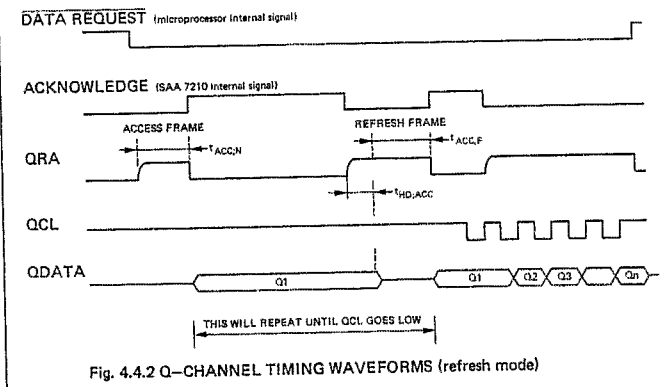 DATA REQUEST (microprocessor internal signal)
ACKNOWLEDGE (SAA 7210 internal signal)
ACCESS FRAME
REFRESH FRAME
tACC;N
tACC;F
QRA
tHD;ACC
QCL
QDATA
Q1
Q1
Q2
Q3
Qn
THIS WILL REPEAT UNTIL QCL GOES LOW
Fig. 4.4.2 Q–CHANNEL TIMING WAVEFORMS (refresh mode)